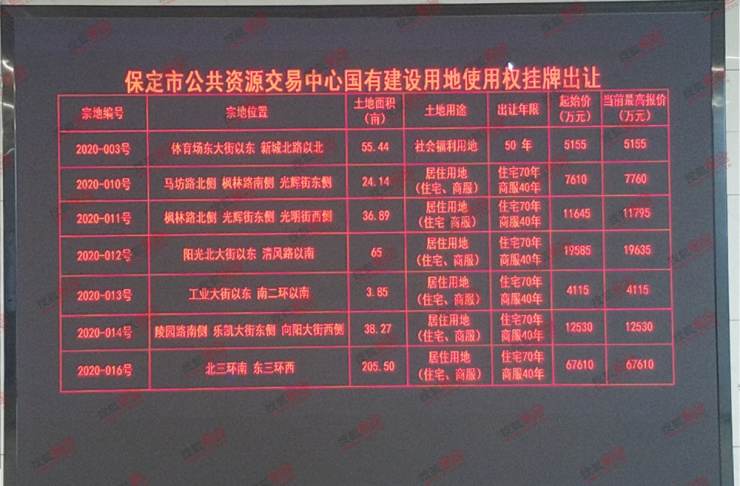 保定市公共资源交易中心国有建设用地使用权挂牌出让
宗地编号 宗地位置 土地面积（亩） 土地用途 出让年限 起始价（万元） 当前最高报价（万元）
2020-003号 体育场东大街以东 新城北路以北 55.44 社会福利用地 50 年 5155 5155
2020-010号 马坊路北侧 枫林路南侧 光辉街东侧 24.14 居住用地（住宅、商服） 住宅70年 商服40年 7610 7760
2020-011号 枫林路北侧 光辉街东侧 光明街西侧 36.89 居住用地（住宅 商服） 住宅70年 商服40年 11645 11795
2020-012号 阳光北大街以东 清风路以南 65 居住用地（住宅、商服） 住宅70年 商服40年 19585 19635
2020-013号 工业大街以东 南二环以南 3.85 居住用地（住宅、商服） 住宅70年 商服40年 4115 4115
2020-014号 陵园路南侧 乐凯大街东侧 向阳大街西侧 38.27 居住用地（住宅、商服） 住宅70年 商服40年 12530 12530
2020-016号 北三环南 东三环西 205.50 居住用地（住宅、商服） 住宅70年 商服40年 67610 67610